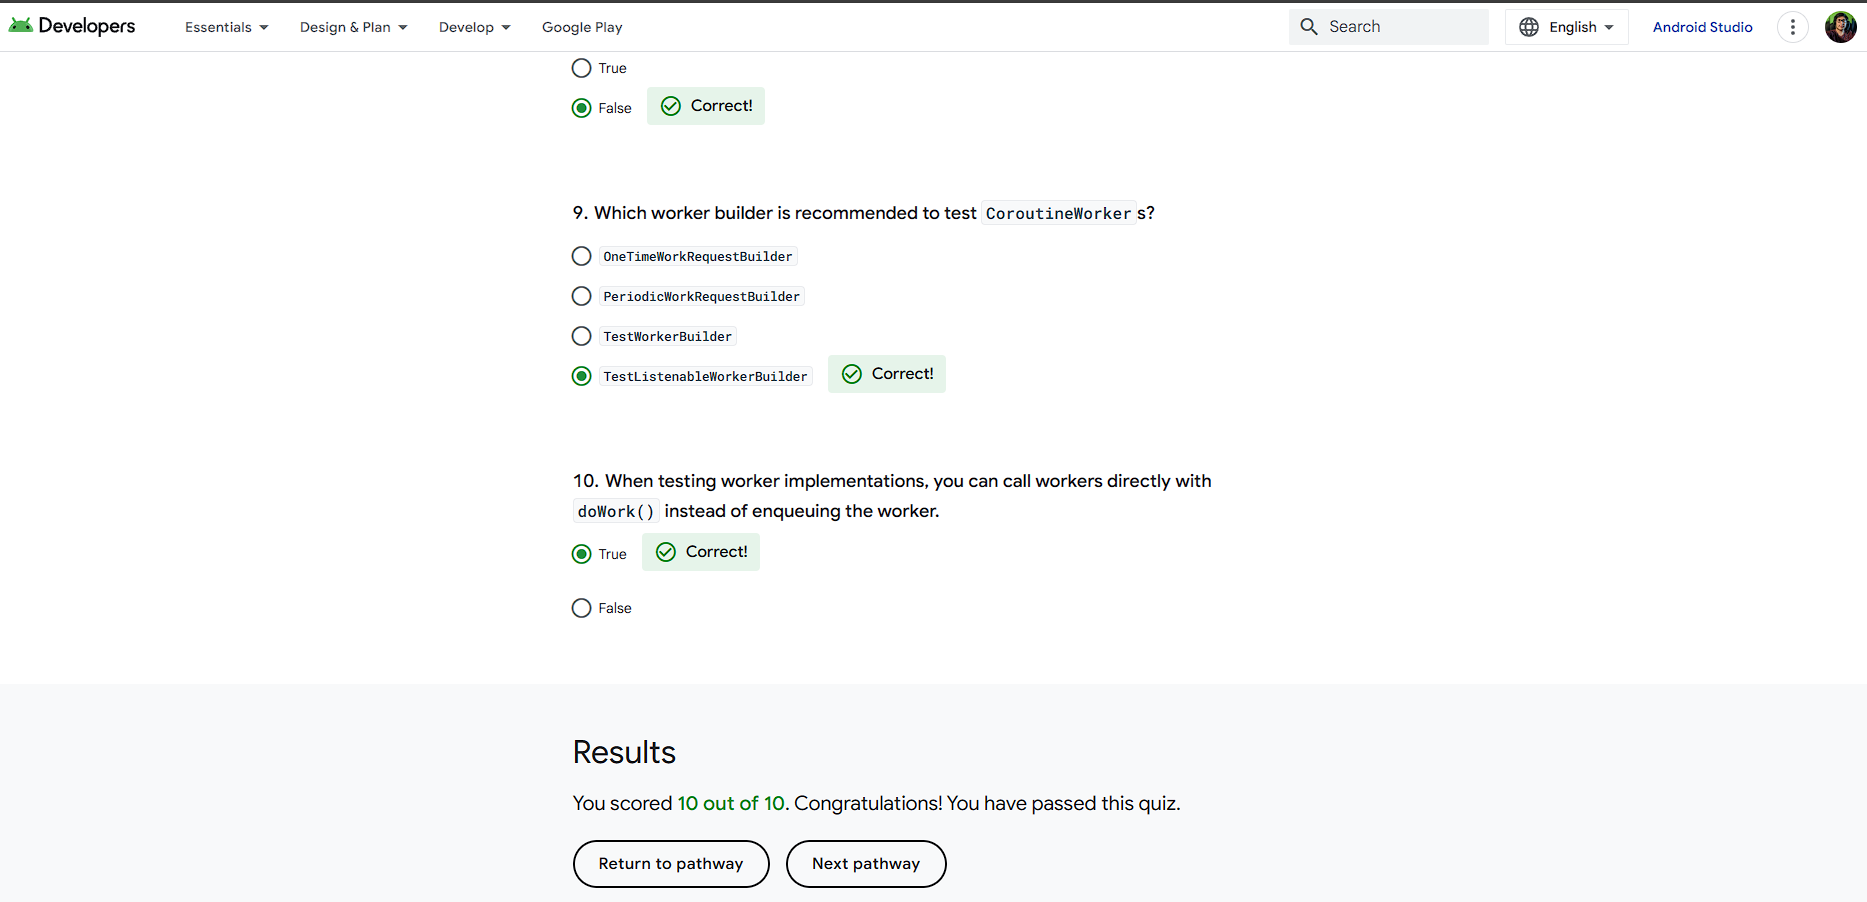 Developers
Essentials
Design & Plan
Develop
Google Play
Search
English
Android Studio
True
False
Correct!
9. Which worker builder is recommended to test CoroutineWorker s?
OneTimeWorkRequestBuilder
PeriodicWorkRequestBuilder
TestWorkerBuilder
TestListenableWorkerBuilder
Correct!
10. When testing worker implementations, you can call workers directly with
doWork() instead of enqueuing the worker.
True
Correct!
False
Results
You scored 10 out of 10. Congratulations! You have passed this quiz.
Return to pathway
Next pathway